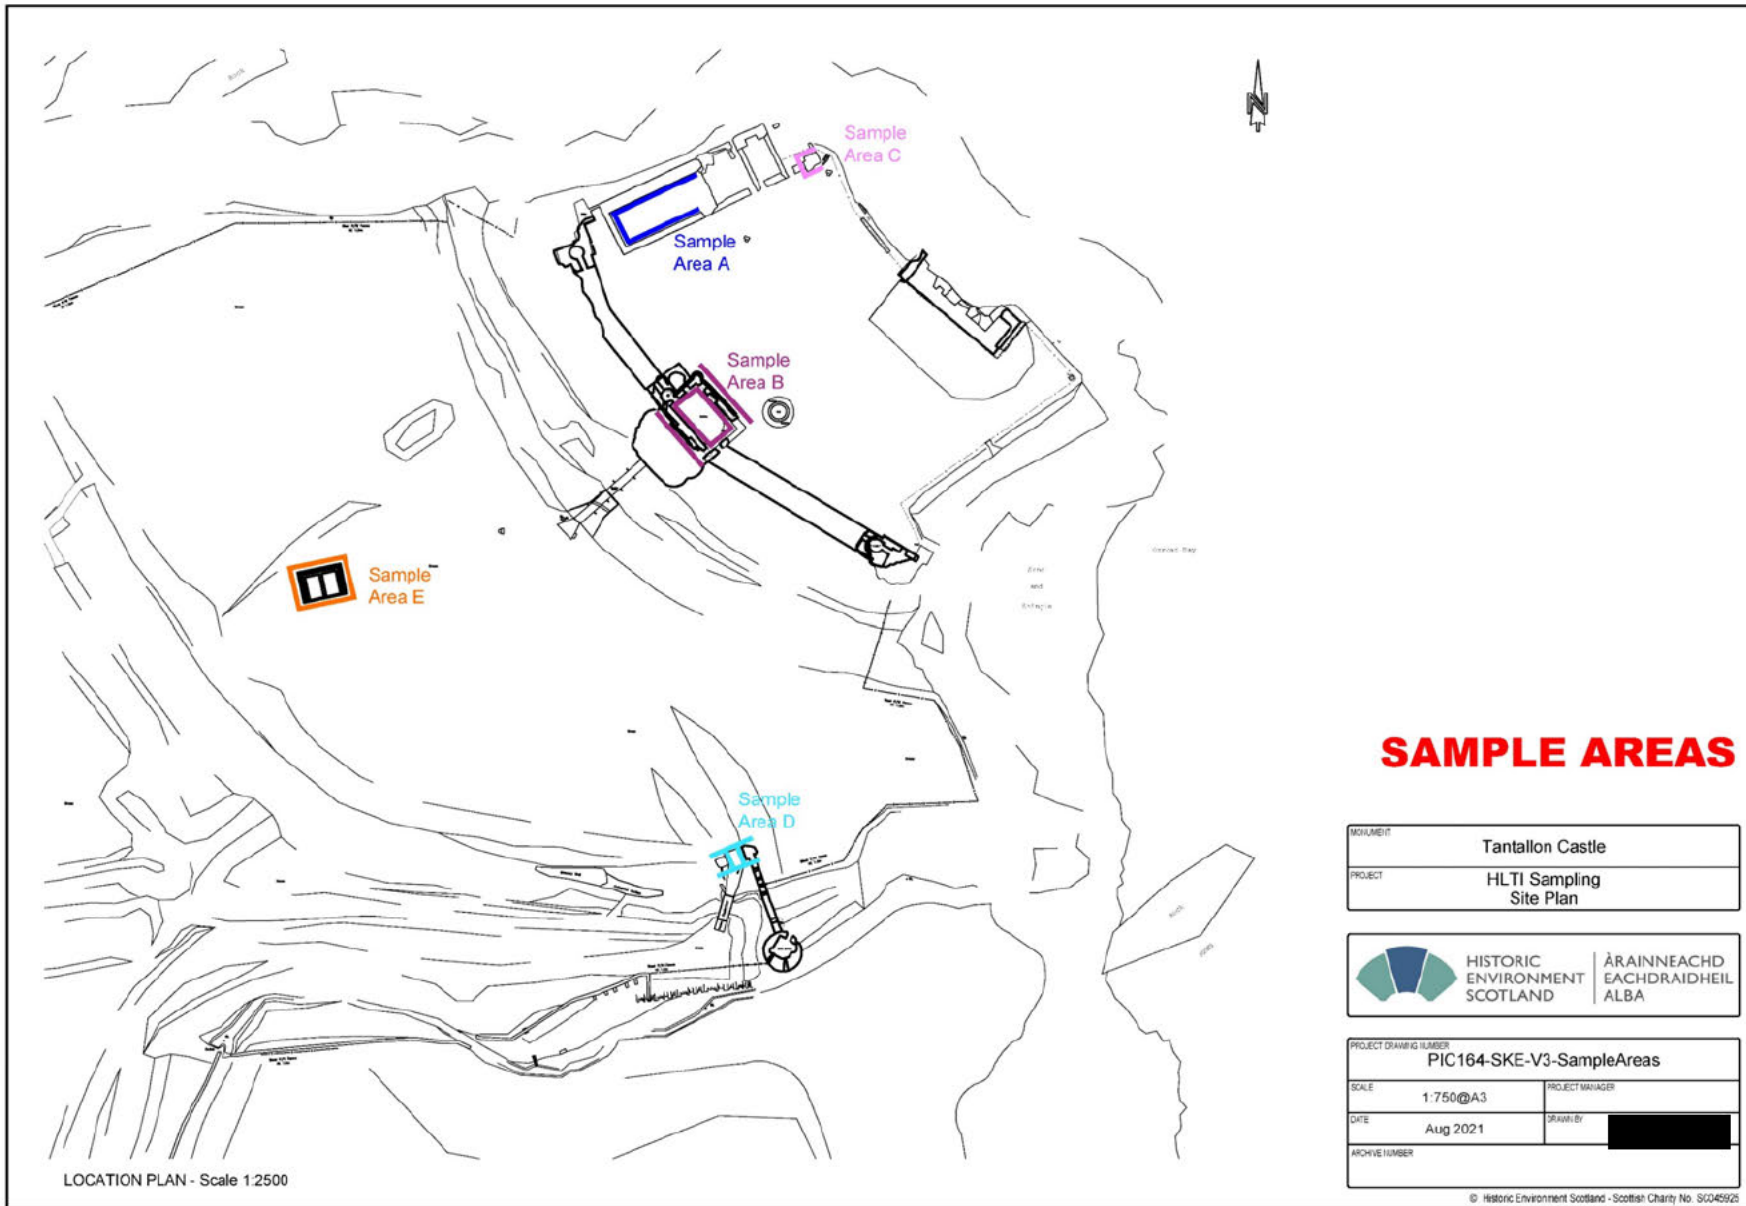 Rock
N
Sample
Area C
Sample
Area A
Sample
Area B
Sample
Area E
Sample
Area D
Rock
SAMPLE AREAS
MONUMENT
Tantallon Castle
PROJECT
HLTI Sampling
Site Plan
HISTORIC
ENVIRONMENT
SCOTLAND
ÀRAINNEACHD
EACHDRAIDHEIL
ALBA
PROJECT DRAWING NUMBER
PIC164-SKE-V3-SampleAreas
SCALE
1:750@A3
PROJECT MANAGER
DATE
Aug 2021
DRAWN BY
ARCHIVE NUMBER
LOCATION PLAN - Scale 1:2500
© Historic Environment Scotland - Scottish Charity No. SC045925